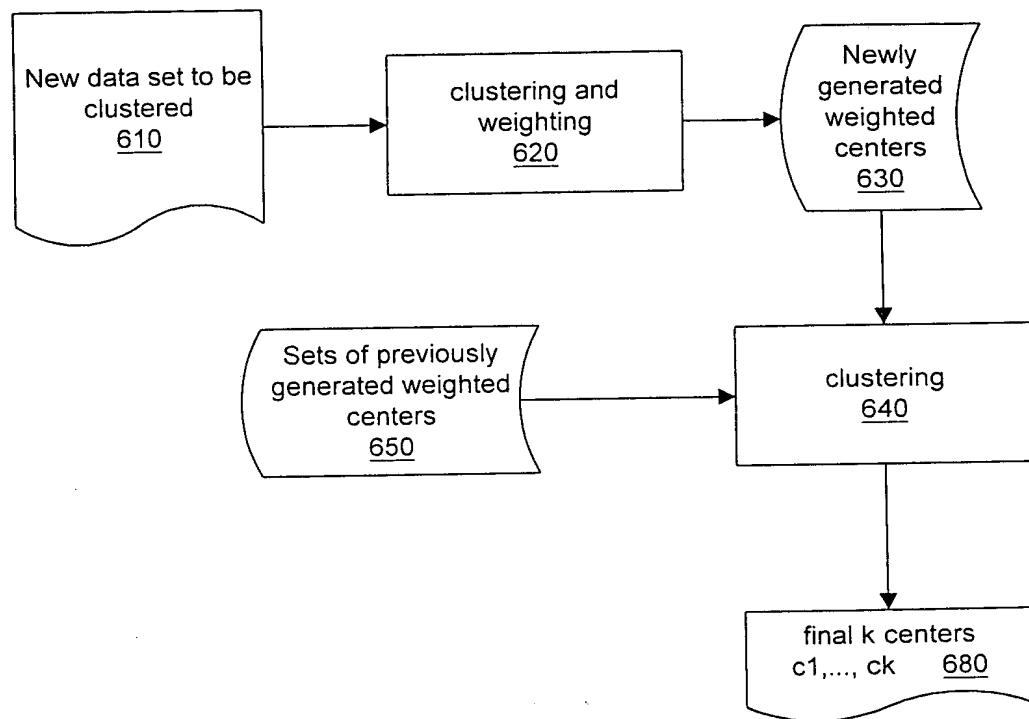 New data set to be
clustered
610
clustering and
weighting
620
Newly
generated
weighted
centers
630
Sets of previously
generated weighted
centers
650
clustering
640
final k centers
c1,..., ck 680